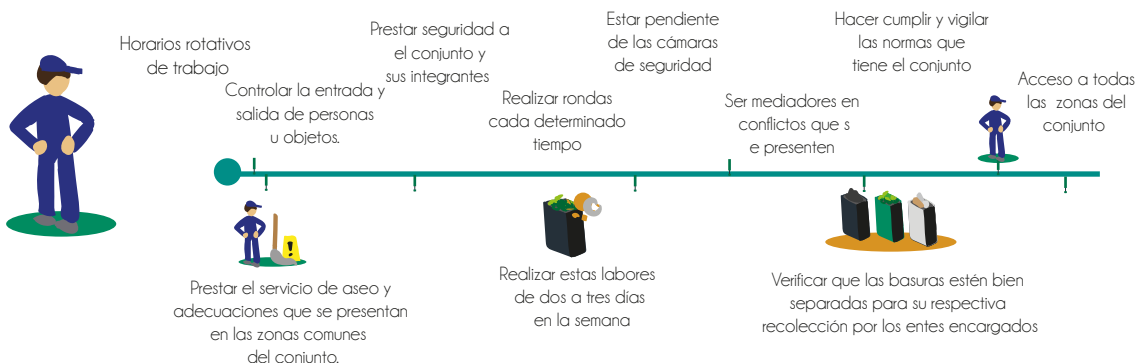 Horarios rotativos
de trabajo
Controlar la entrada y
salida de personas
u objetos.
Prestar seguridad a
el conjunto y
sus integrantes
Realizar rondas
cada determinado
tiempo
Estar pendiente
de las cámaras
de seguridad
Ser mediadores en
conflictos que s
e presenten
Hacer cumplir y vigilar
las normas que
tiene el conjunto
Acceso a todas
las zonas del
conjunto
Prestar el servicio de aseo y
adecuaciones que se presentan
en las zonas comunes
del conjunto.
Realizar estas labores
de dos a tres días
en la semana
Verificar que las basuras estén bien
separadas para su respectiva
recolección por los entes encargados